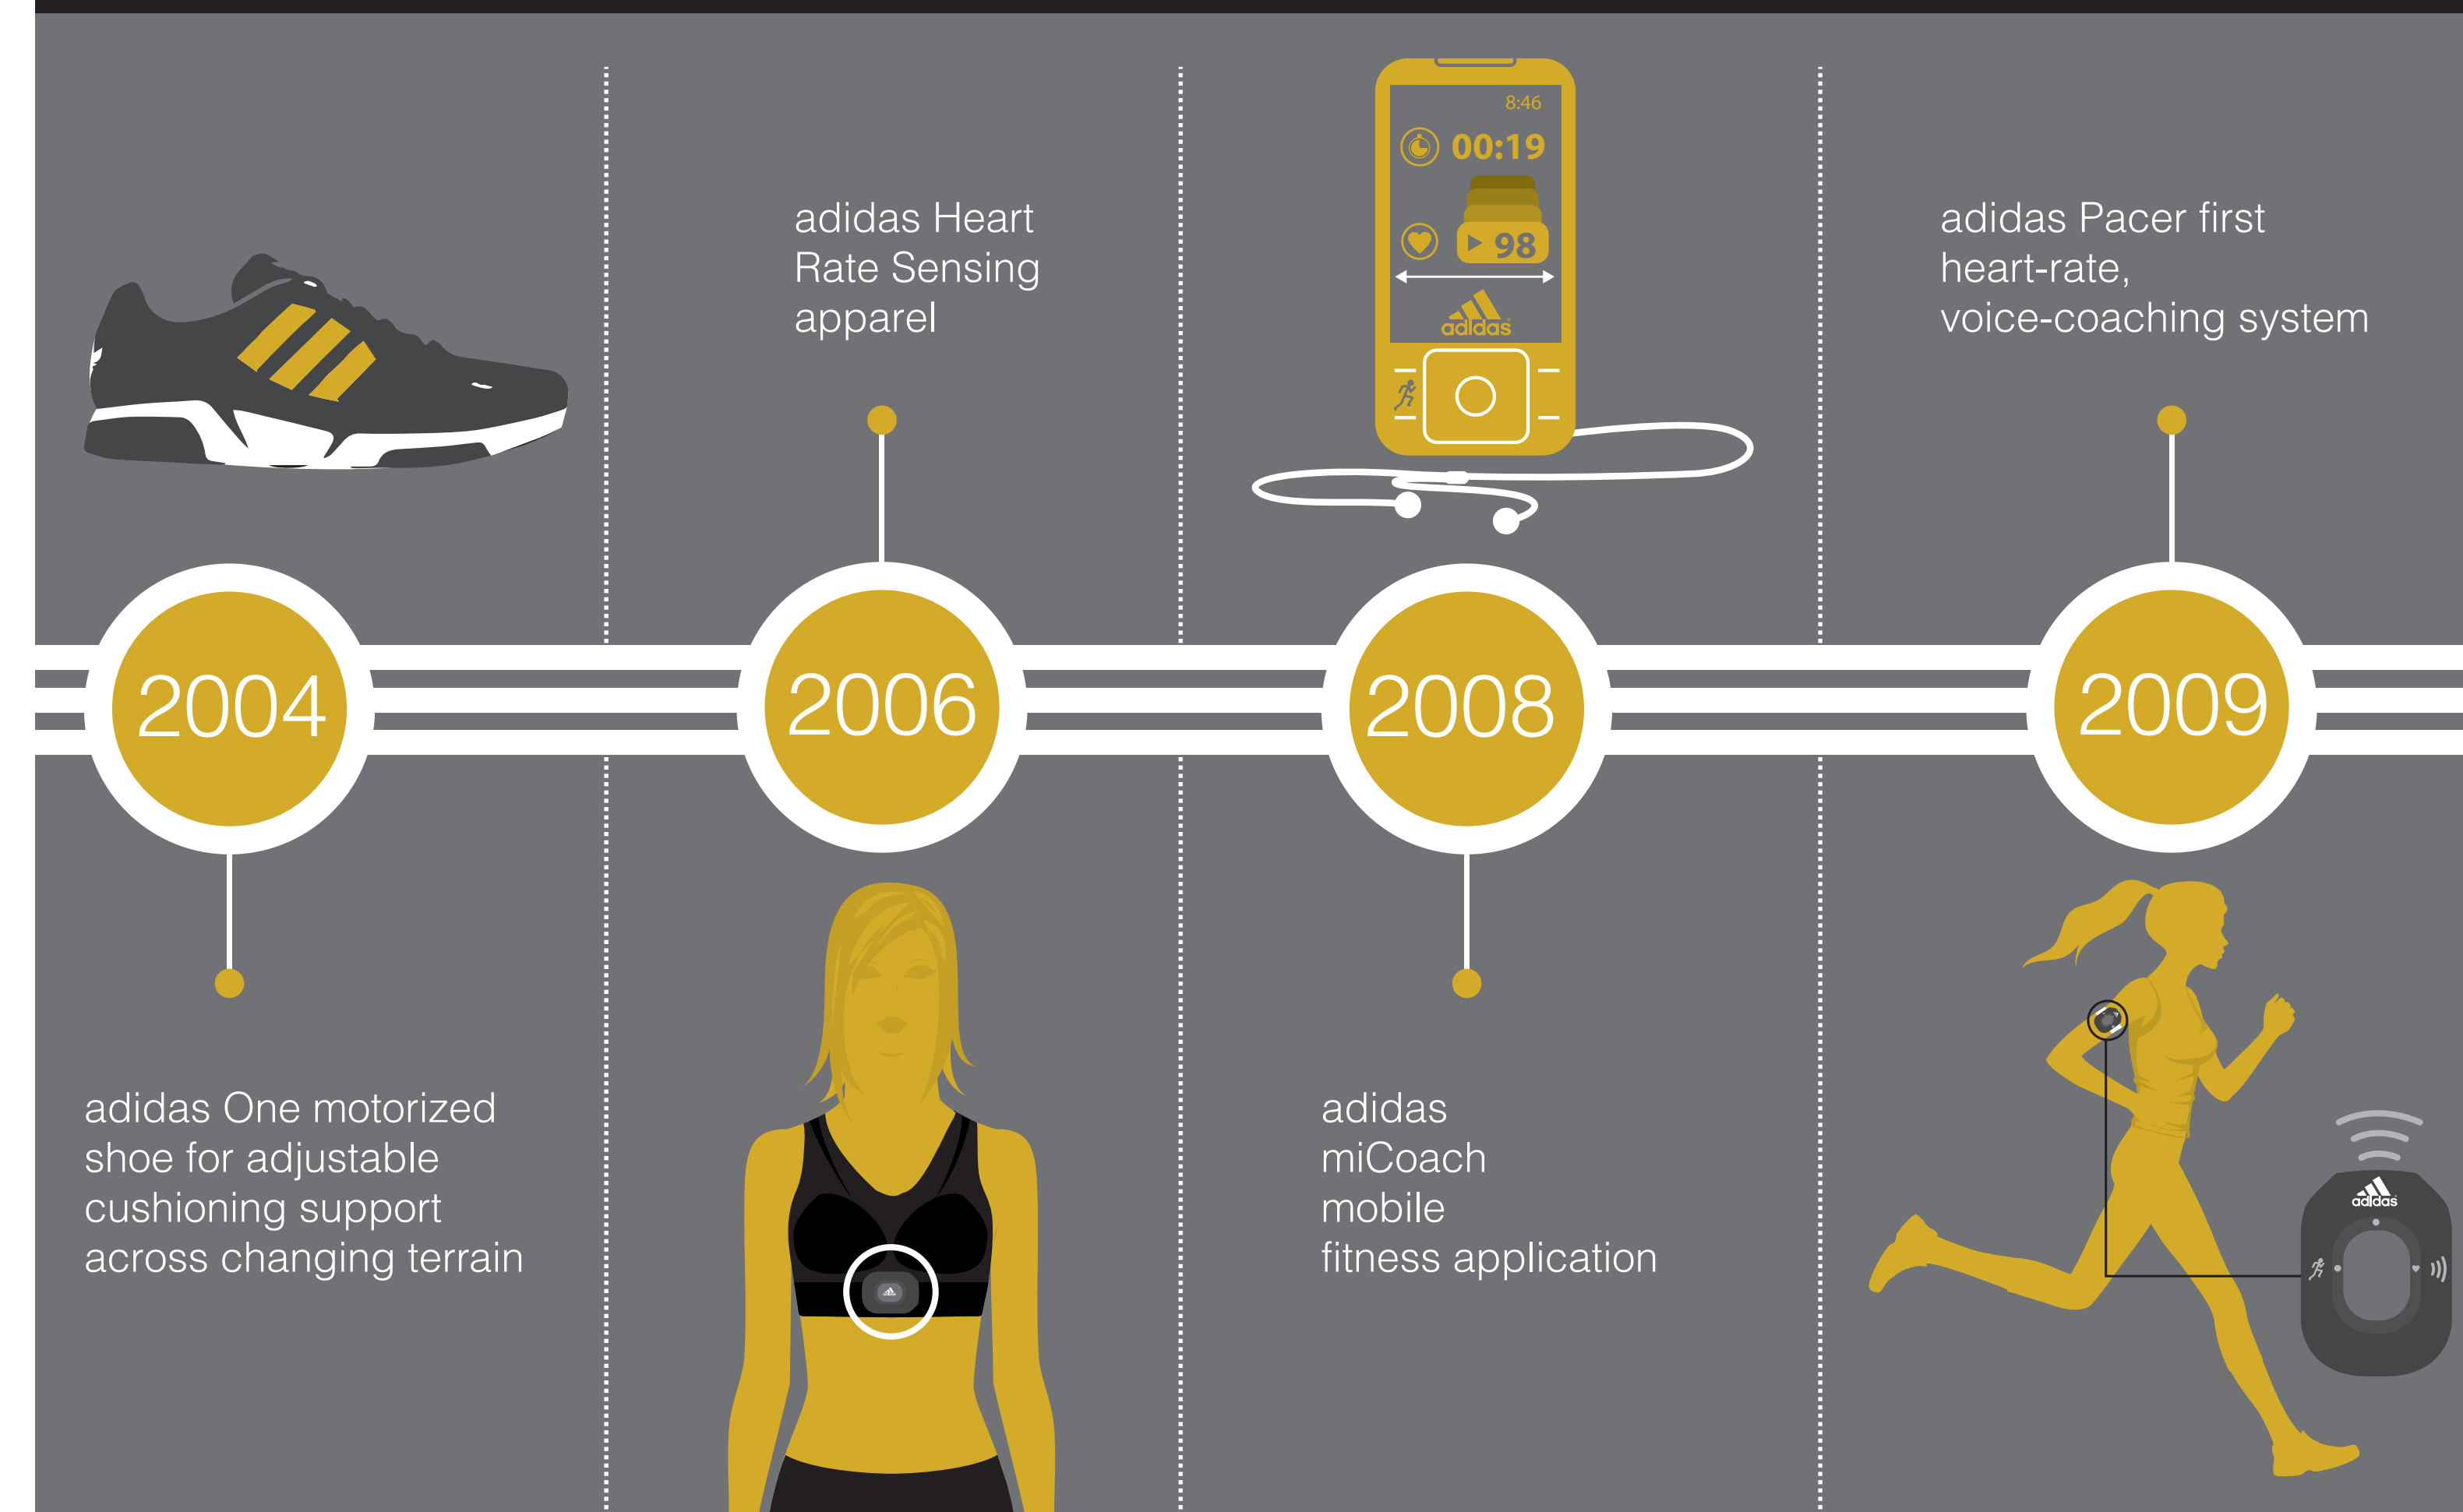 8:46
00:19
98
adidas
adidas Heart
Rate Sensing
apparel
adidas Pacer first
heart-rate,
voice-coaching system
2004
2006
2008
2009
adidas One motorized
shoe for adjustable
cushioning support
across changing terrain
adidas
miCoach
mobile
fitness application
adidas